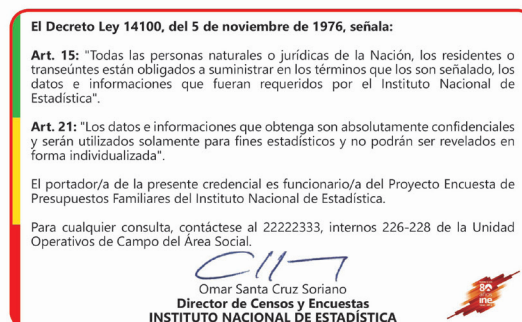 El Decreto Ley 14100, del 5 de noviembre de 1976, señala:
Art. 15: "Todas las personas naturales o jurídicas de la Nación, los residentes o
transeúntes están obligados a suministrar en los términos que los son señalado, los
datos e informaciones que fueran requeridos por el Instituto Nacional de
Estadística".
Art. 21: "Los datos e informaciones que obtenga son absolutamente confidenciales
y serán utilizados solamente para fines estadísticos y no podrán ser revelados en
forma individualizada".
El portador/a de la presente credencial es funcionario/a del Proyecto Encuesta de
Presupuestos Familiares del Instituto Nacional de Estadística.
Para cualquier consulta, contáctese al 22222333, internos 226-228 de la Unidad
Operativos de Campo del Área Social.
Omar Santa Cruz Soriano
Director de Censos y Encuestas
INSTITUTO NACIONAL DE ESTADÍSTICA
80
ine